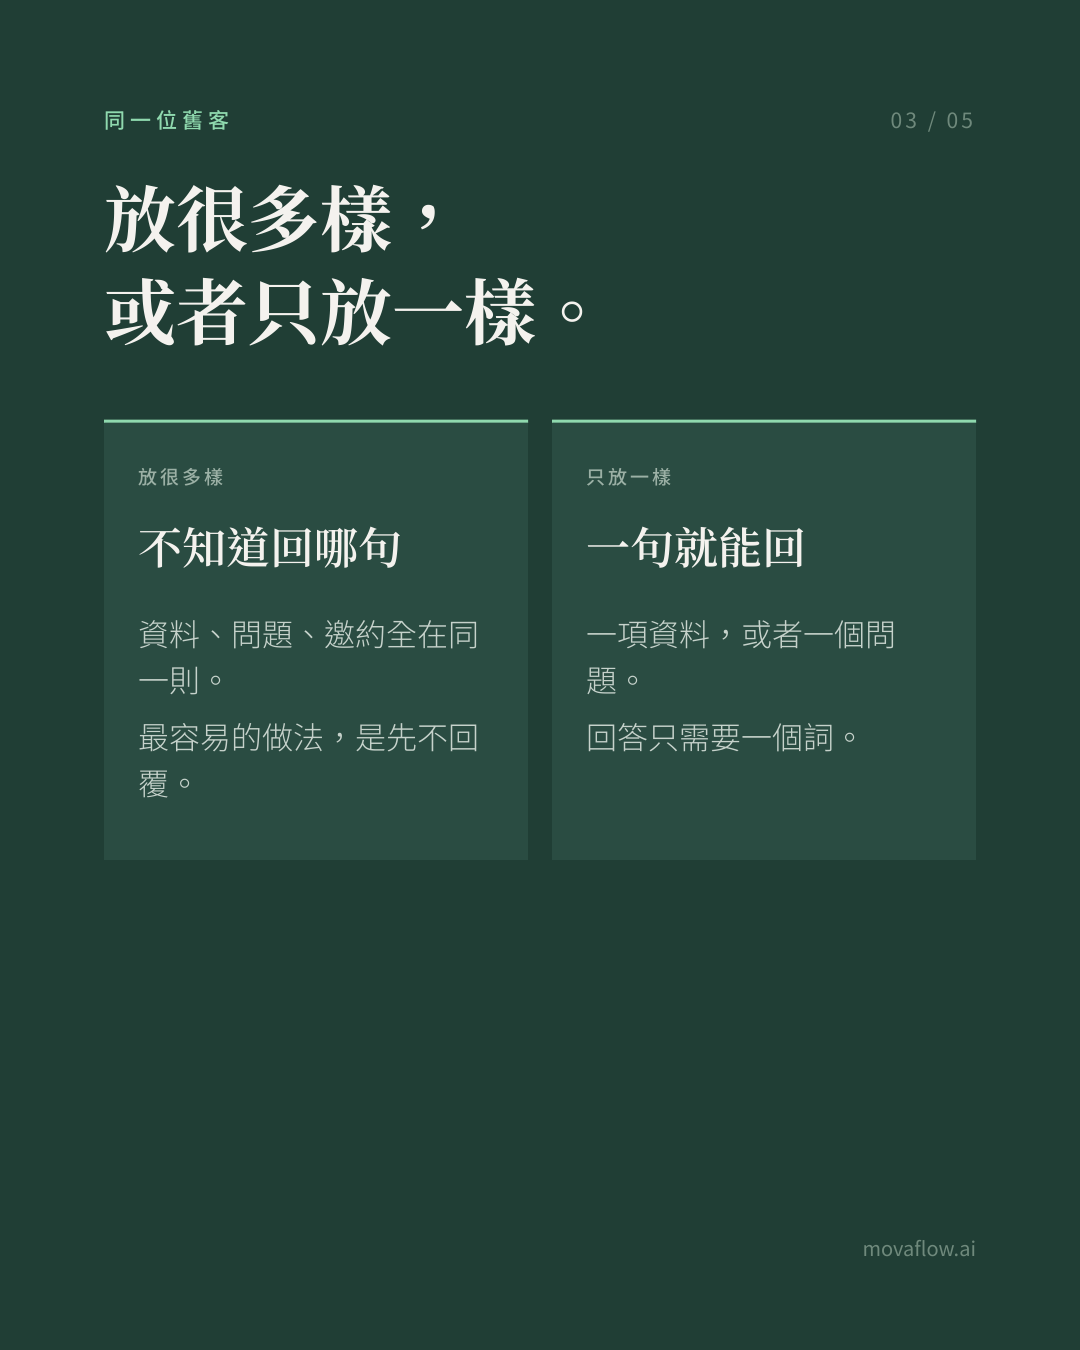 同一位舊客
03 / 05
放很多樣，
或者只放一樣。
放很多樣
不知道回哪句
資料、問題、邀約全在同
一則。
最容易的做法，是先不回
覆。
只放一樣
一句就能回
一項資料，或者一個問
題。
回答只需要一個詞。
movaflow.ai